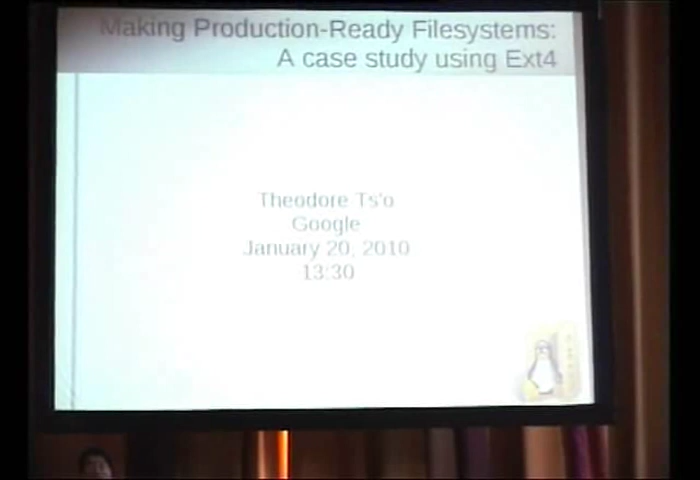 Making Production-Ready Filesystems:
A case study using Ext4
Theodore Ts'o
Google
January 20, 2010
13:30